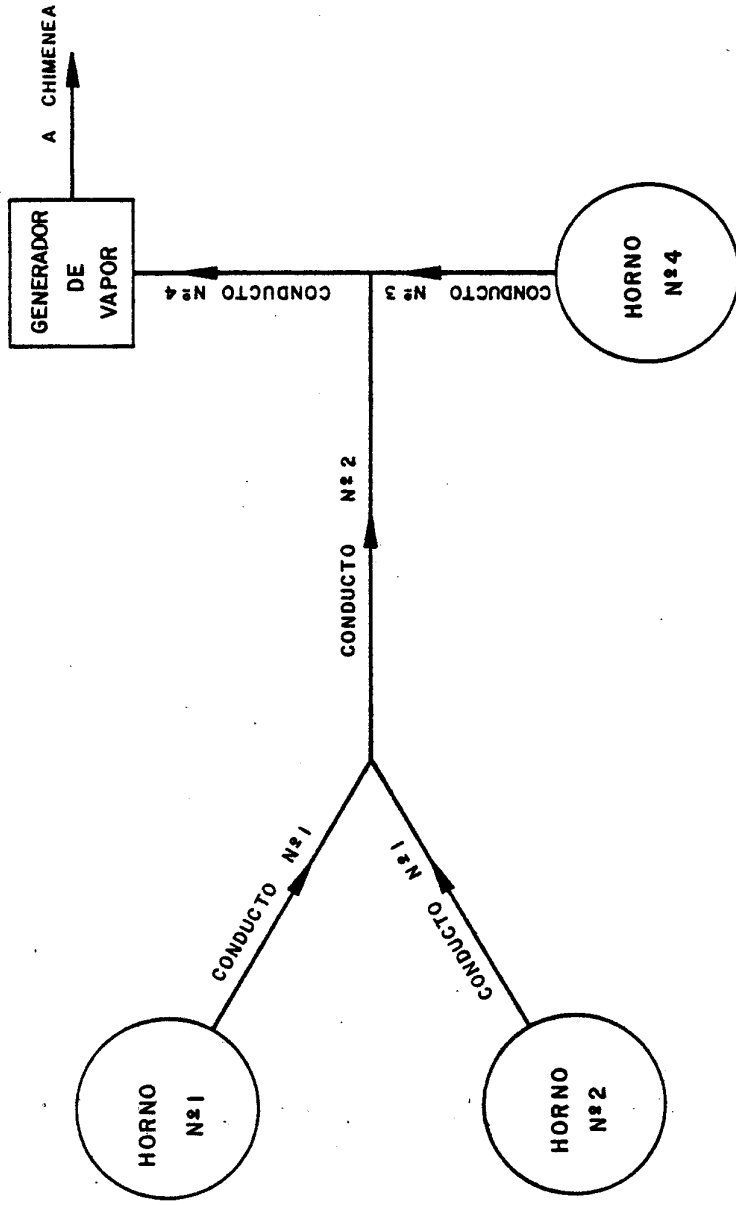 A CHIMENEA
GENERADOR
DE
VAPOR
CONDUCTO Nº 4
CONDUCTO Nº 3
HORNO
Nº 4
CONDUCTO Nº 2
CONDUCTO Nº 1
CONDUCTO Nº 1
HORNO
Nº 1
HORNO
Nº 2